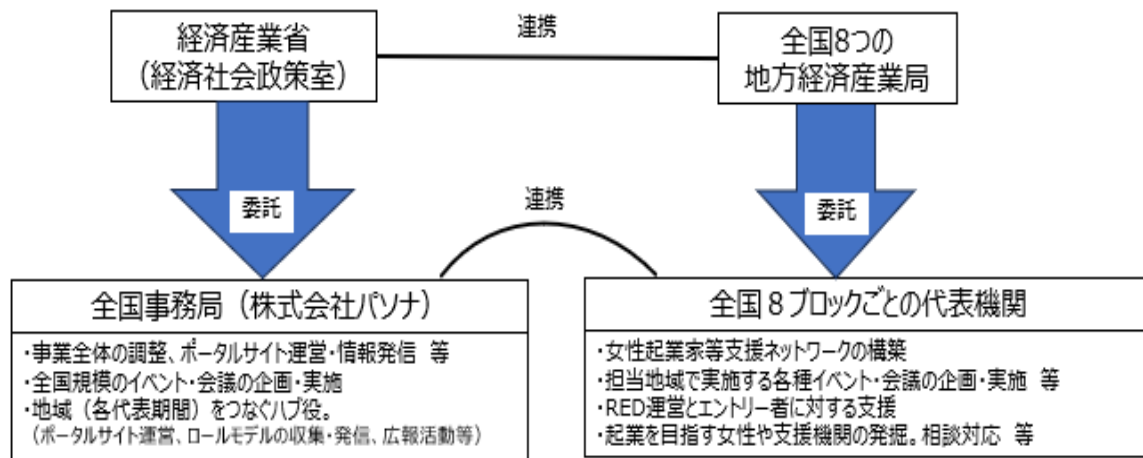 経済産業省
（経済社会政策室）
連携
全国8つの
地方経済産業局
委託
連携
委託
全国事務局（株式会社パソナ）
・事業全体の調整、ポータルサイト運営・情報発信 等
・全国規模のイベント・会議の企画・実施
・地域（各代表期間）をつなぐハブ役。
（ポータルサイト運営、ロールモデルの収集・発信、広報活動等）
全国８ブロックごとの代表機関
・女性起業家等支援ネットワークの構築
・担当地域で実施する各種イベント・会議の企画・実施 等
・RED運営とエントリー者に対する支援
・起業を目指す女性や支援機関の発掘。相談対応 等